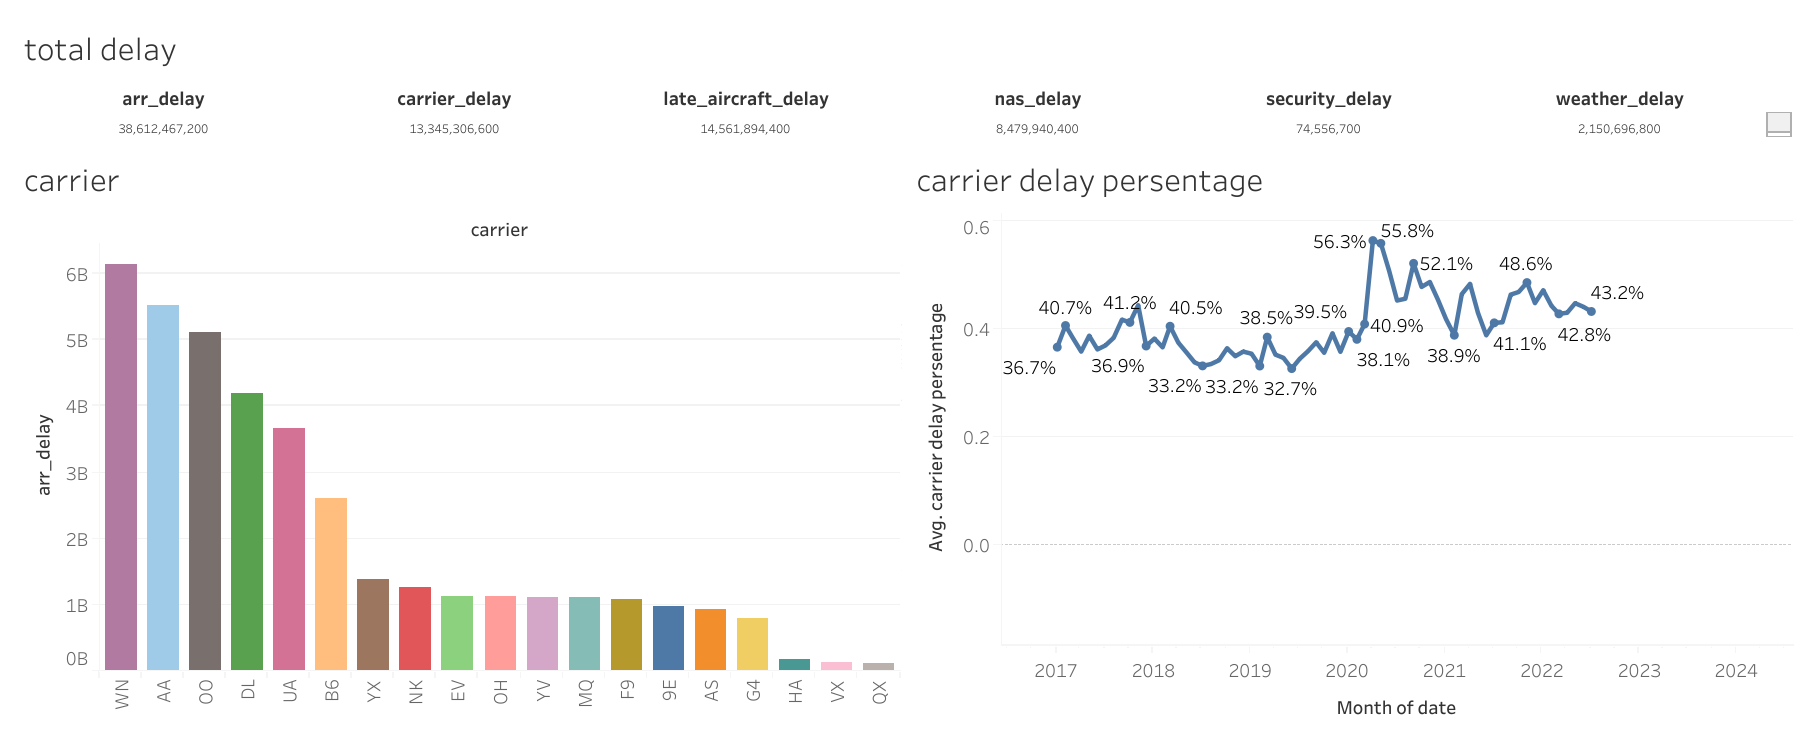 total delay
arr_delay carrier_delay late_aircraft_delay nas_delay security_delay weather_delay
38,612,467,200 13,345,306,600 14,561,894,400 8,479,940,400 74,556,700 2,150,696,800
carrier
carrier
arr_delay
6B
5B
4B
3B
2B
1B
0B
WN AA OO DL UA B6 YX NK EV OH YV MQ F9 9E AS G4 HA VX QX
carrier delay persentage
Avg. carrier delay persentage
0.6
0.4
0.2
0.0
36.7%
40.7%
41.2%
36.9%
40.5%
33.2%
33.2%
38.5%
32.7%
39.5%
38.1%
40.9%
56.3%
55.8%
52.1%
38.9%
41.1%
48.6%
42.8%
43.2%
2017 2018 2019 2020 2021 2022 2023 2024
Month of date